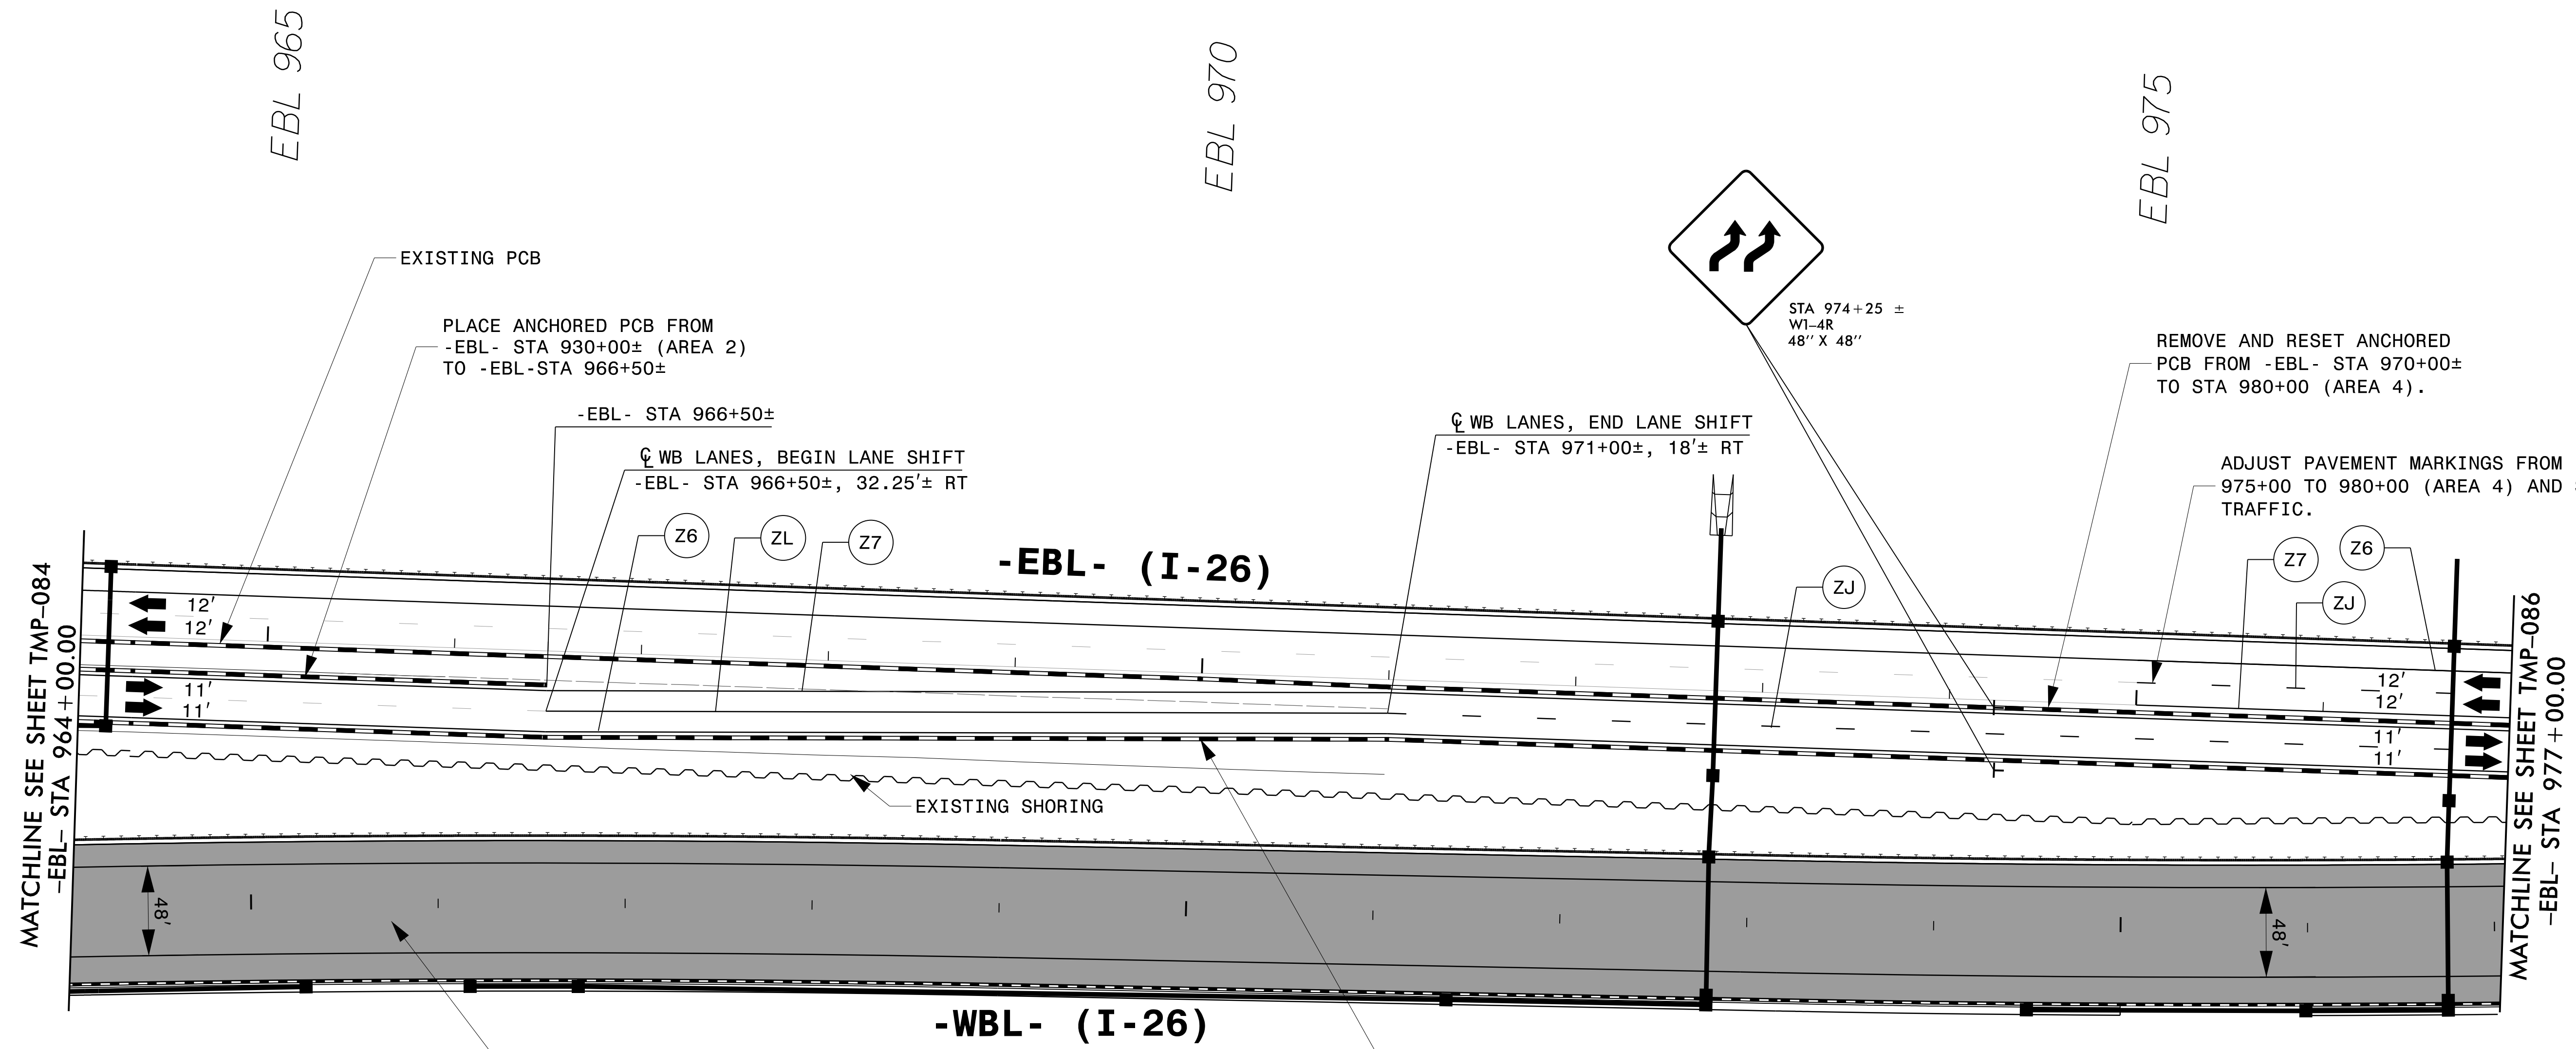 EBL 965
EBL 970
EBL 975
EXISTING PCB
PLACE ANCHORED PCB FROM
-EBL- STA 930+00± (AREA 2)
TO -EBL-STA 966+50±
STA 974+25 ±
W1-4R
48" X 48"
REMOVE AND RESET ANCHORED
PCB FROM -EBL- STA 970+00±
TO STA 980+00 (AREA 4).
-EBL- STA 966+50±
℄ WB LANES, BEGIN LANE SHIFT
-EBL- STA 966+50±, 32.25'± RT
℄ WB LANES, END LANE SHIFT
-EBL- STA 971+00±, 18'± RT
ADJUST PAVEMENT MARKINGS FROM
975+00 TO 980+00 (AREA 4) AND
TRAFFIC.
Z6
ZL
Z7
-EBL- (I-26)
ZJ
Z7
Z6
ZJ
MATCHLINE SEE SHEET TMP-084
-EBL- STA 964+00.00
12'
12'
11'
11'
12'
12'
11'
11'
MATCHLINE SEE SHEET TMP-086
-EBL- STA 977+00.00
EXISTING SHORING
48'
48'
-WBL- (I-26)